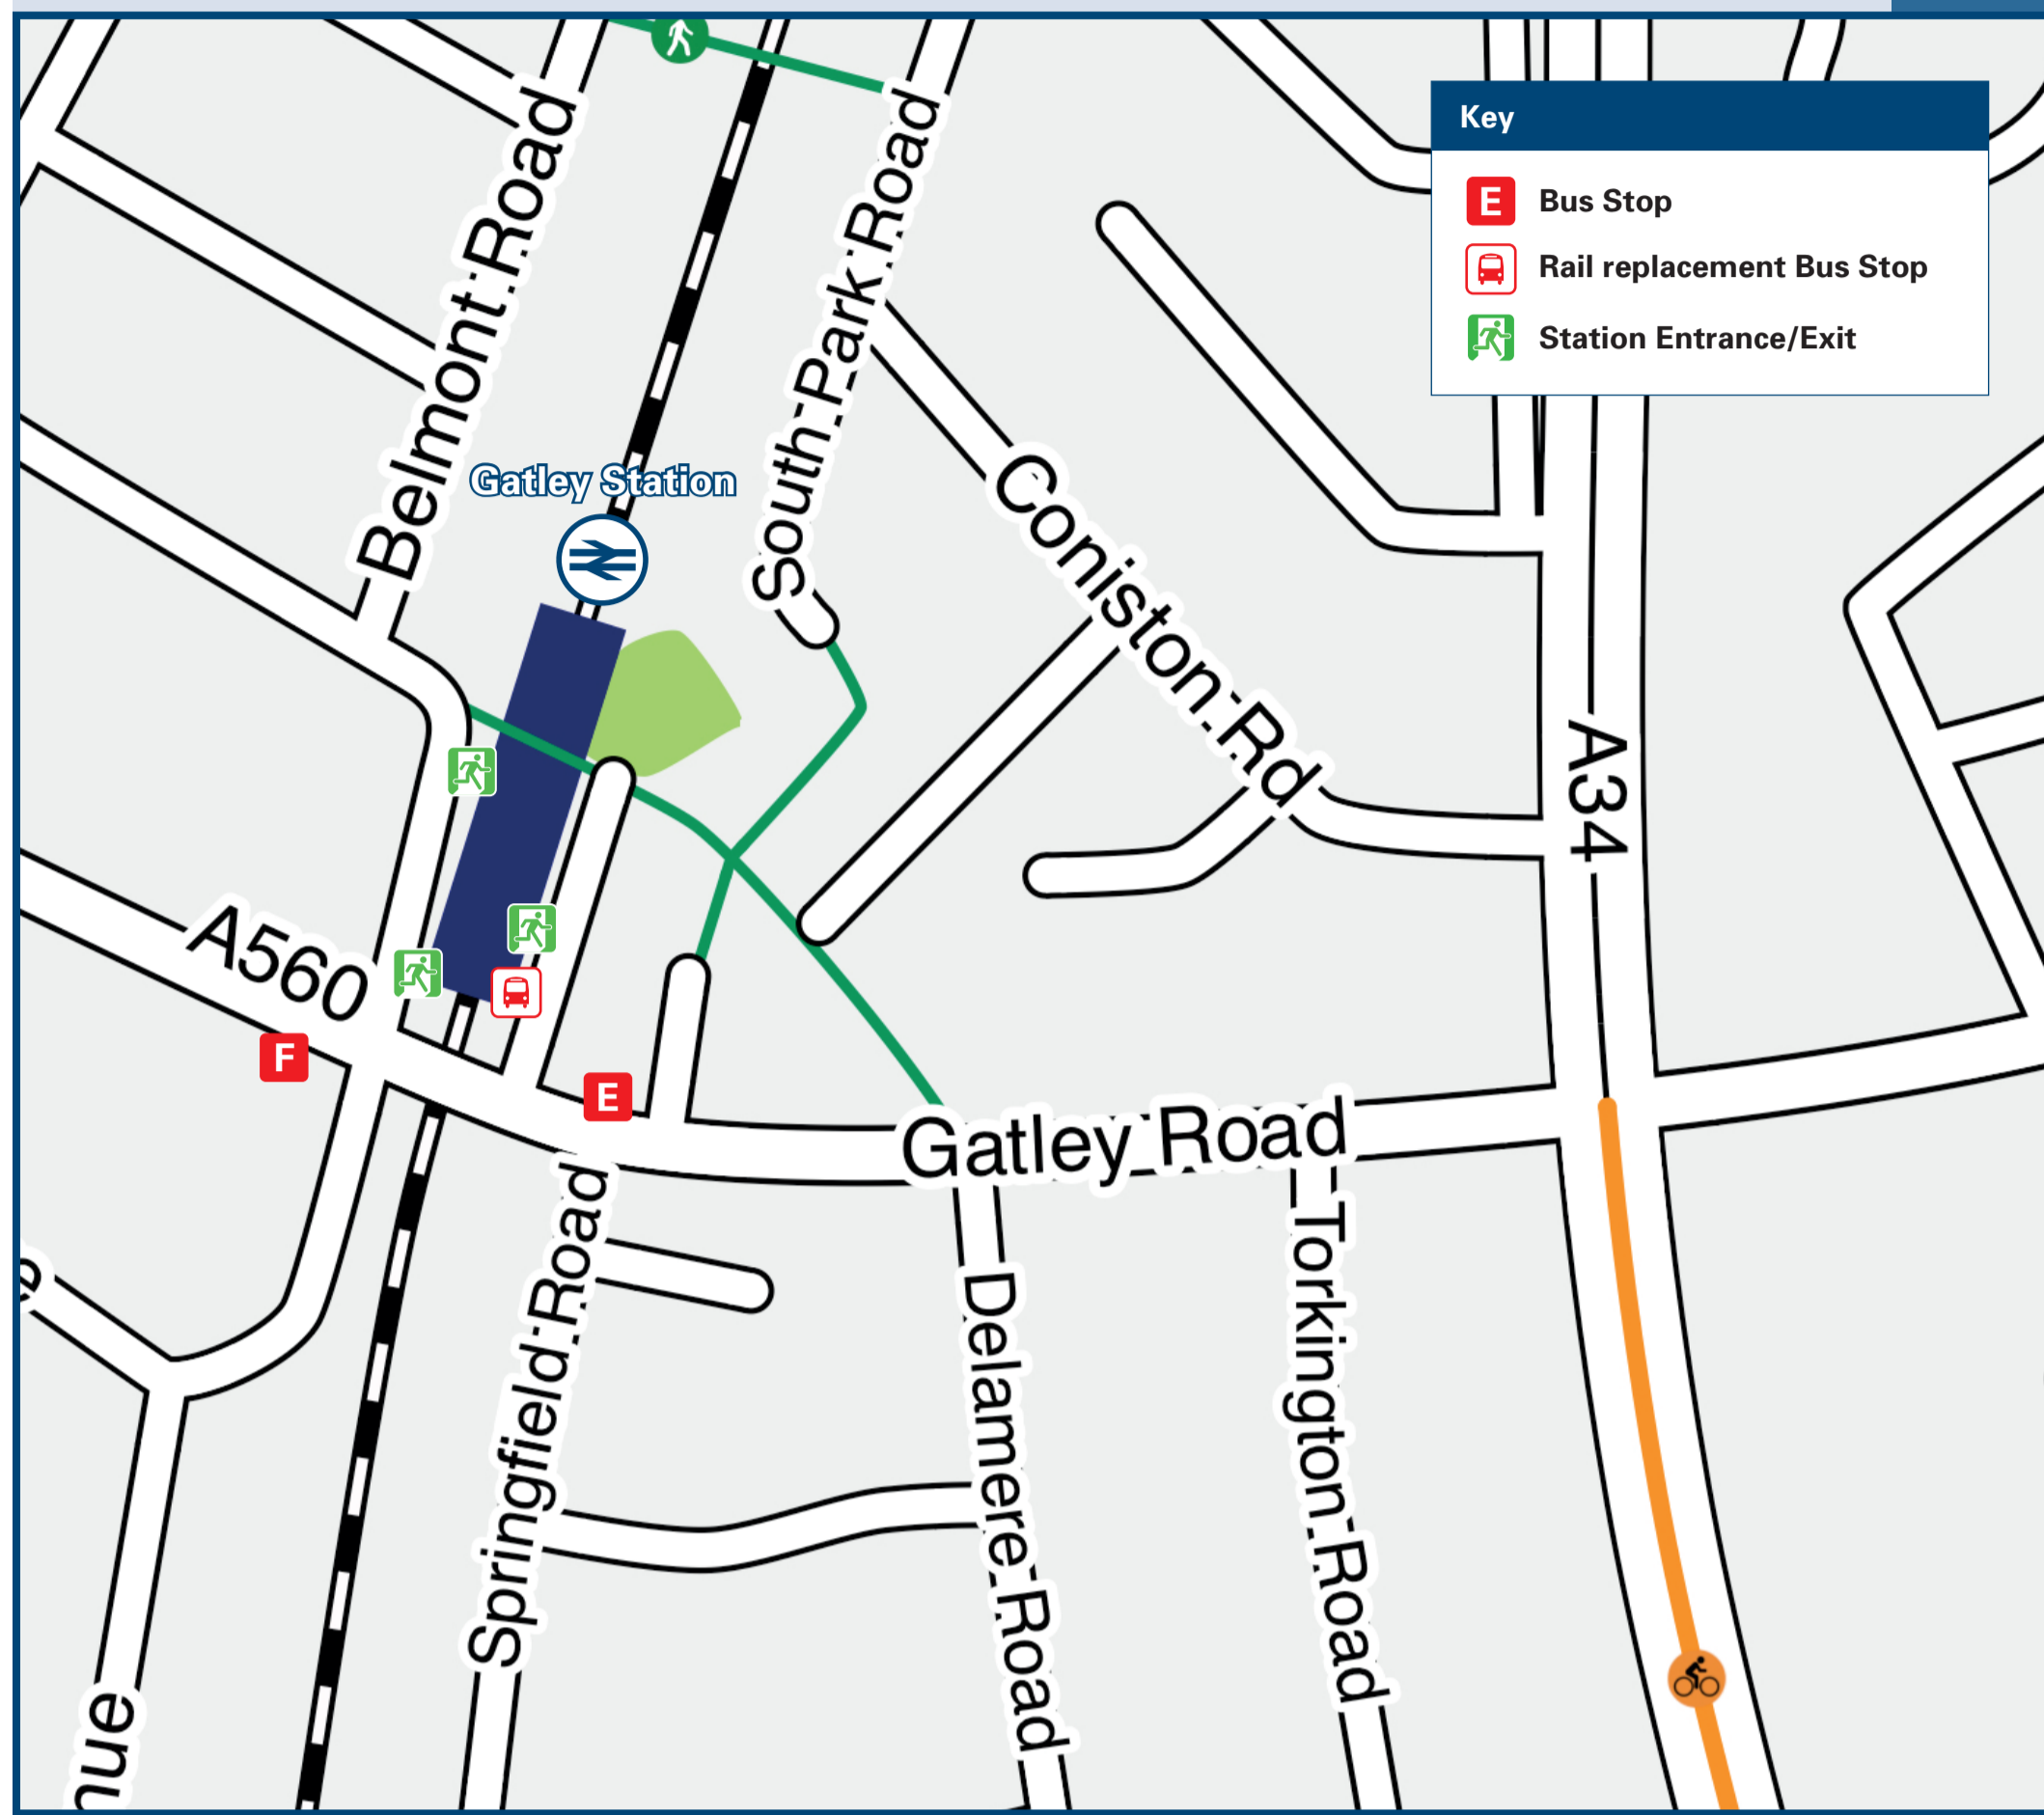 Key
E Bus Stop
Rail replacement Bus Stop
Station Entrance/Exit
Belmont Road
South Park Road
Gatley Station
Coniston Rd
A34
A560
F
E
Gatley Road
Springfield Road
Delamere Road
Torkington Road
e
nue